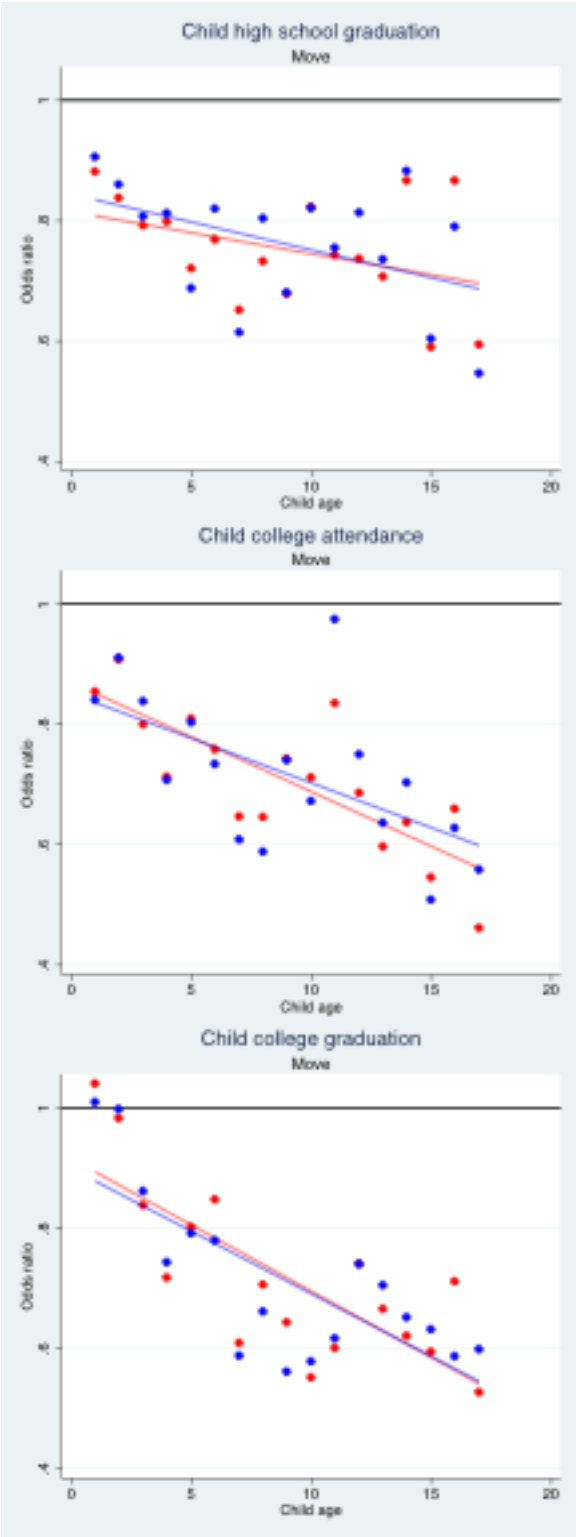 Child high school graduation
Move
Odds ratio
1
.8
.6
.4
0 5 10 15 20
Child age
Child college attendance
Move
Odds ratio
1
.8
.6
.4
0 5 10 15 20
Child age
Child college graduation
Move
Odds ratio
1
.8
.6
.4
0 5 10 15 20
Child age